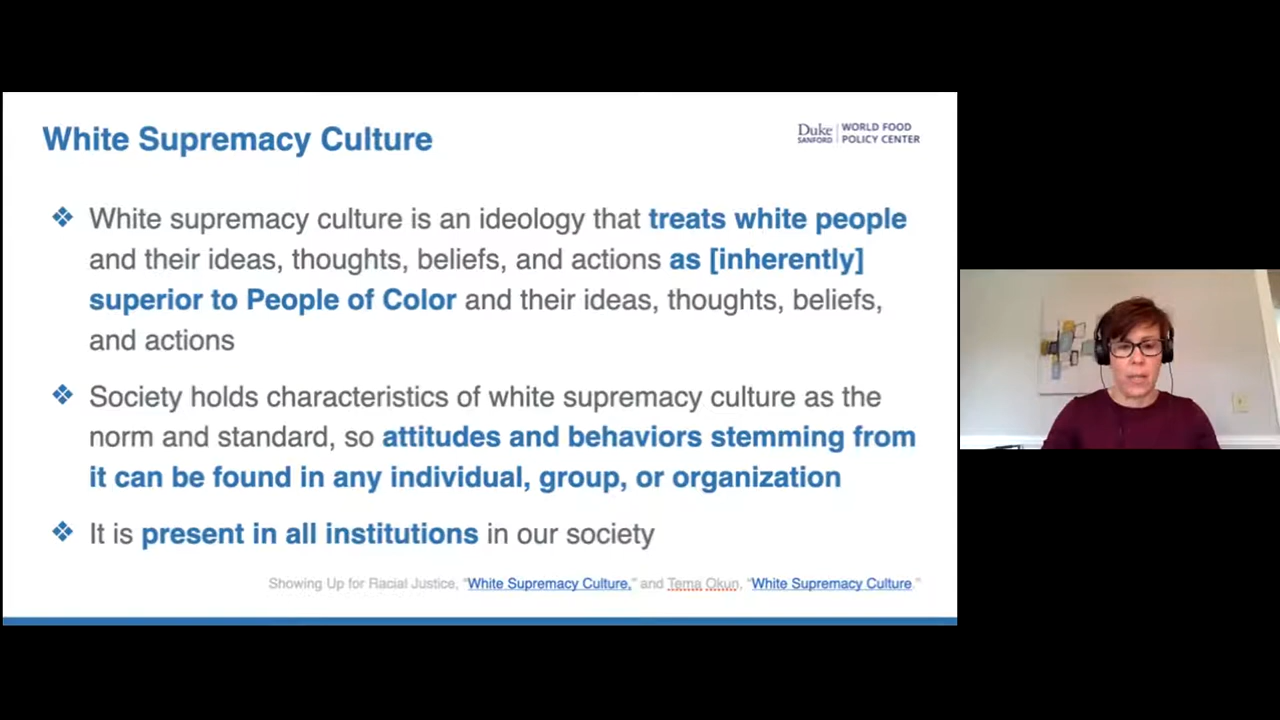 White Supremacy Culture
Duke
SANFORD
WORLD FOOD
POLICY CENTER
❖ White supremacy culture is an ideology that treats white people
and their ideas, thoughts, beliefs, and actions as [inherently]
superior to People of Color and their ideas, thoughts, beliefs,
and actions
❖ Society holds characteristics of white supremacy culture as the
norm and standard, so attitudes and behaviors stemming from
it can be found in any individual, group, or organization
❖ It is present in all institutions in our society
Showing Up for Racial Justice, “White Supremacy Culture,” and Tema Okun, “White Supremacy Culture.”